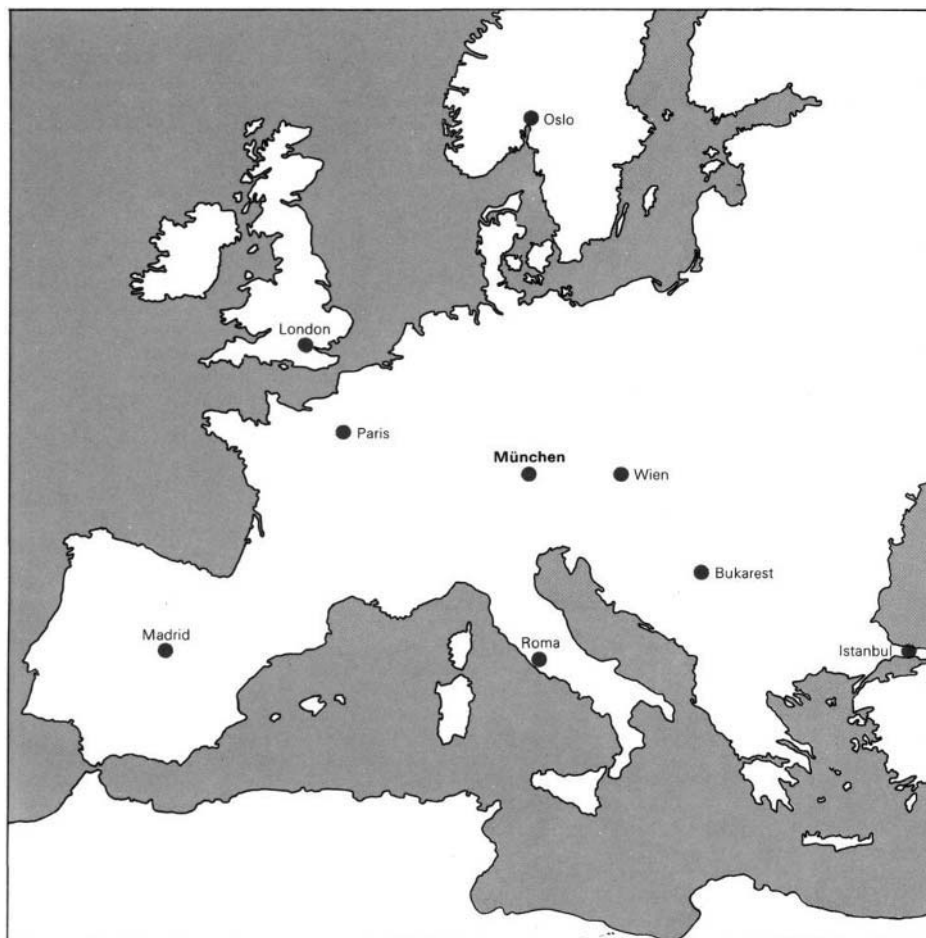 Oslo
London
Paris
München
Wien
Bukarest
Madrid
Roma
Istanbul